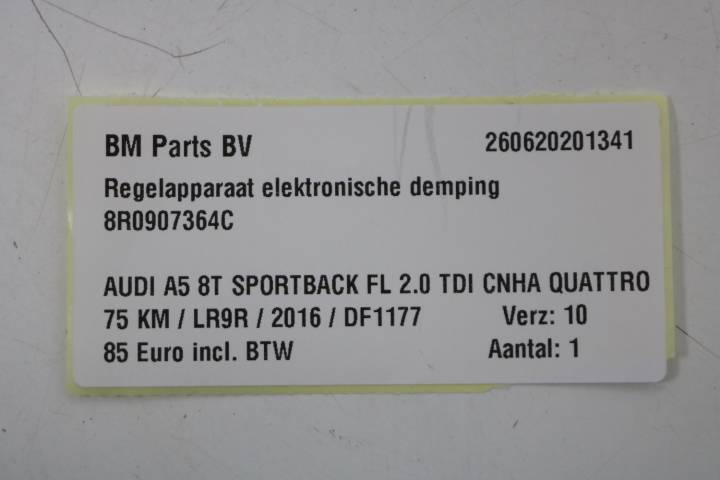 BM Parts BV 260620201341
Regelapparaat elektronische demping
8R0907364C
AUDI A5 8T SPORTBACK FL 2.0 TDI CNHA QUATTRO
75 KM / LR9R / 2016 / DF1177 Verz: 10
85 Euro incl. BTW Aantal: 1